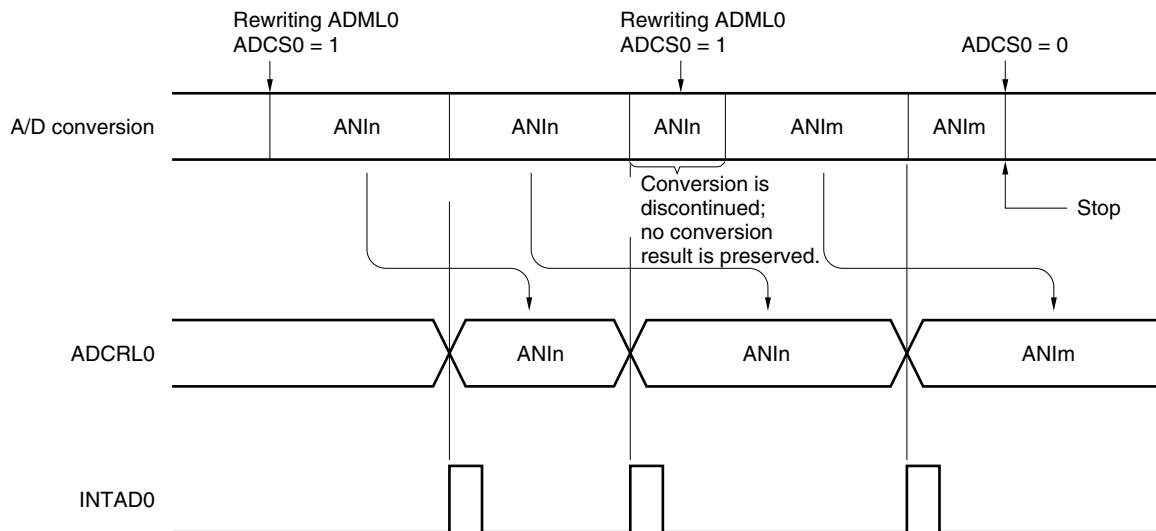 Rewriting ADML0
ADCS0 = 1
Rewriting ADML0
ADCS0 = 1
ADCS0 = 0
A/D conversion
ANIn
ANIn
ANIn
ANIm
ANIm
Conversion is
discontinued;
no conversion
result is preserved.
Stop
ADCRL0
ANIn
ANIn
ANIm
INTAD0